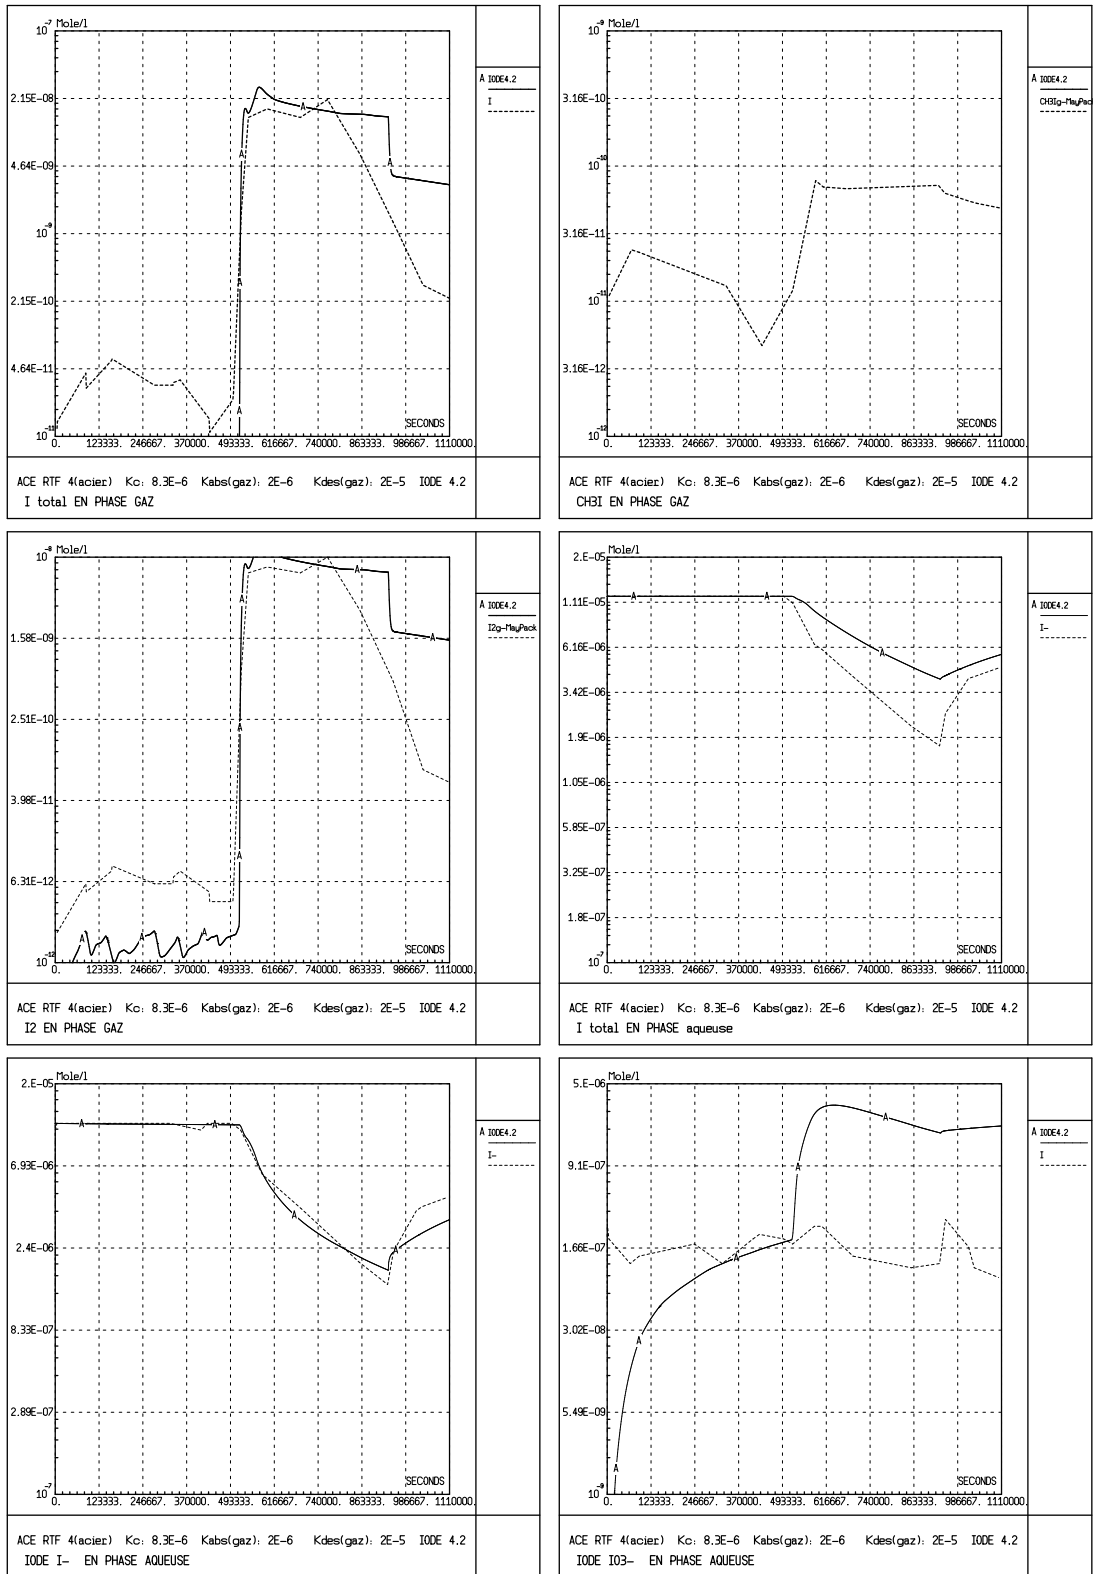 10-7 Mole/l
2.15E-08
4.64E-09
10-9
2.15E-10
4.64E-11
10-11
A IODE4.2
I
A
A
A
A
A
SECONDS
0. 123333. 246667. 370000. 493333. 616667. 740000. 863333. 986667. 1110000.
ACE RTF 4(acier) Kc: 8.3E-6 Kabs(gaz): 2E-6 Kdes(gaz): 2E-5 IODE 4.2
I total EN PHASE GAZ
10-9 Mole/l
3.16E-10
10-10
3.16E-11
10-11
3.16E-12
10-12
A IODE4.2
CH3Ig-MayPack
SECONDS
0. 123333. 246667. 370000. 493333. 616667. 740000. 863333. 986667. 1110000.
ACE RTF 4(acier) Kc: 8.3E-6 Kabs(gaz): 2E-6 Kdes(gaz): 2E-5 IODE 4.2
CH3I EN PHASE GAZ
10-8 Mole/l
1.58E-09
2.51E-10
3.98E-11
6.31E-12
10-12
A IODE4.2
I2g-MayPack
A
A
A
A
A
A
A
A
SECONDS
0. 123333. 246667. 370000. 493333. 616667. 740000. 863333. 986667. 1110000.
ACE RTF 4(acier) Kc: 8.3E-6 Kabs(gaz): 2E-6 Kdes(gaz): 2E-5 IODE 4.2
I2 EN PHASE GAZ
Mole/l
2.E-05
1.11E-05
6.16E-06
3.42E-06
1.9E-06
1.05E-06
5.85E-07
3.25E-07
1.8E-07
10-7
A IODE4.2
I-
A
A
A
SECONDS
0. 123333. 246667. 370000. 493333. 616667. 740000. 863333. 986667. 1110000.
ACE RTF 4(acier) Kc: 8.3E-6 Kabs(gaz): 2E-6 Kdes(gaz): 2E-5 IODE 4.2
I total EN PHASE aqueuse
Mole/l
2.E-05
6.93E-06
2.4E-06
8.33E-07
2.89E-07
10-7
A IODE4.2
I-
A
A
A
A
SECONDS
0. 123333. 246667. 370000. 493333. 616667. 740000. 863333. 986667. 1110000.
ACE RTF 4(acier) Kc: 8.3E-6 Kabs(gaz): 2E-6 Kdes(gaz): 2E-5 IODE 4.2
IODE I- EN PHASE AQUEUSE
Mole/l
5.E-06
9.1E-07
1.66E-07
3.02E-08
5.49E-09
10-9
A IODE4.2
I
A
A
A
A
A
SECONDS
0. 123333. 246667. 370000. 493333. 616667. 740000. 863333. 986667. 1110000.
ACE RTF 4(acier) Kc: 8.3E-6 Kabs(gaz): 2E-6 Kdes(gaz): 2E-5 IODE 4.2
IODE IO3- EN PHASE AQUEUSE